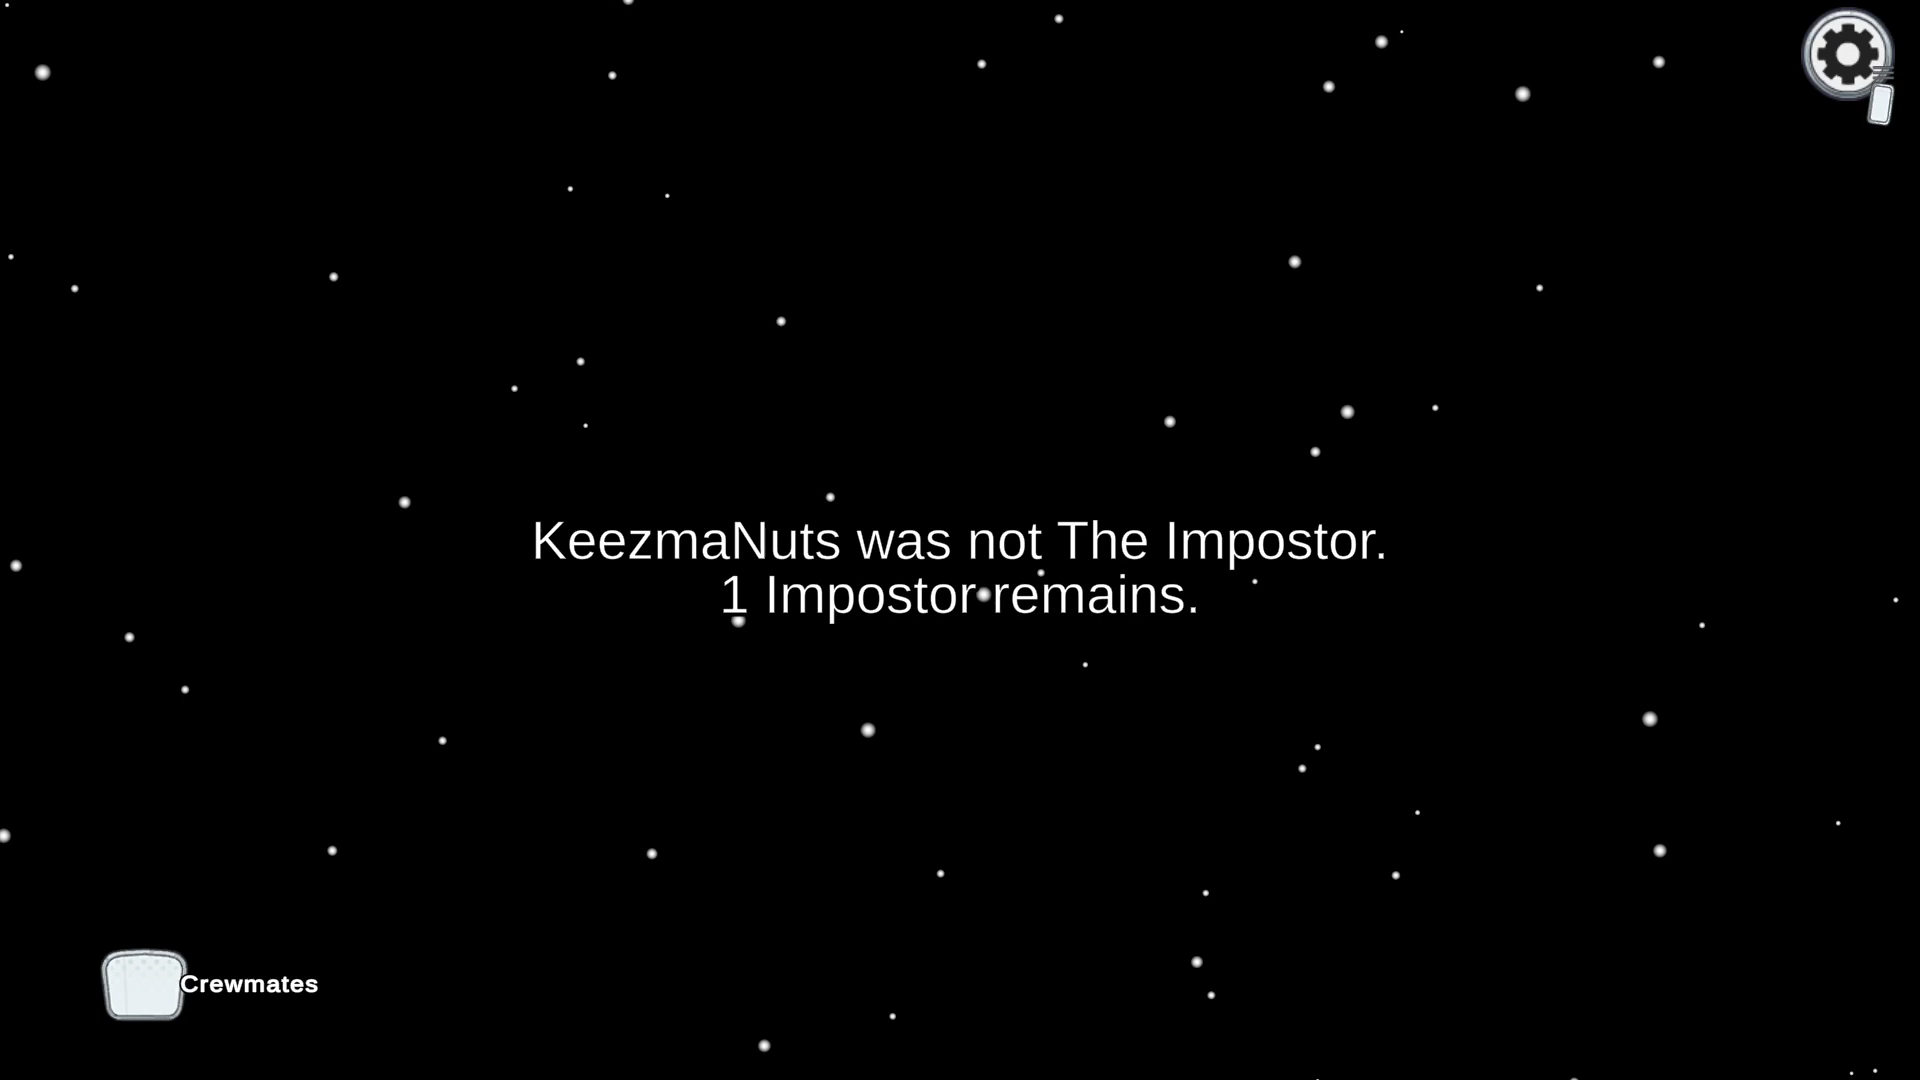 KeezmaNuts was not The Impostor.
1 Impostor remains.
Crewmates